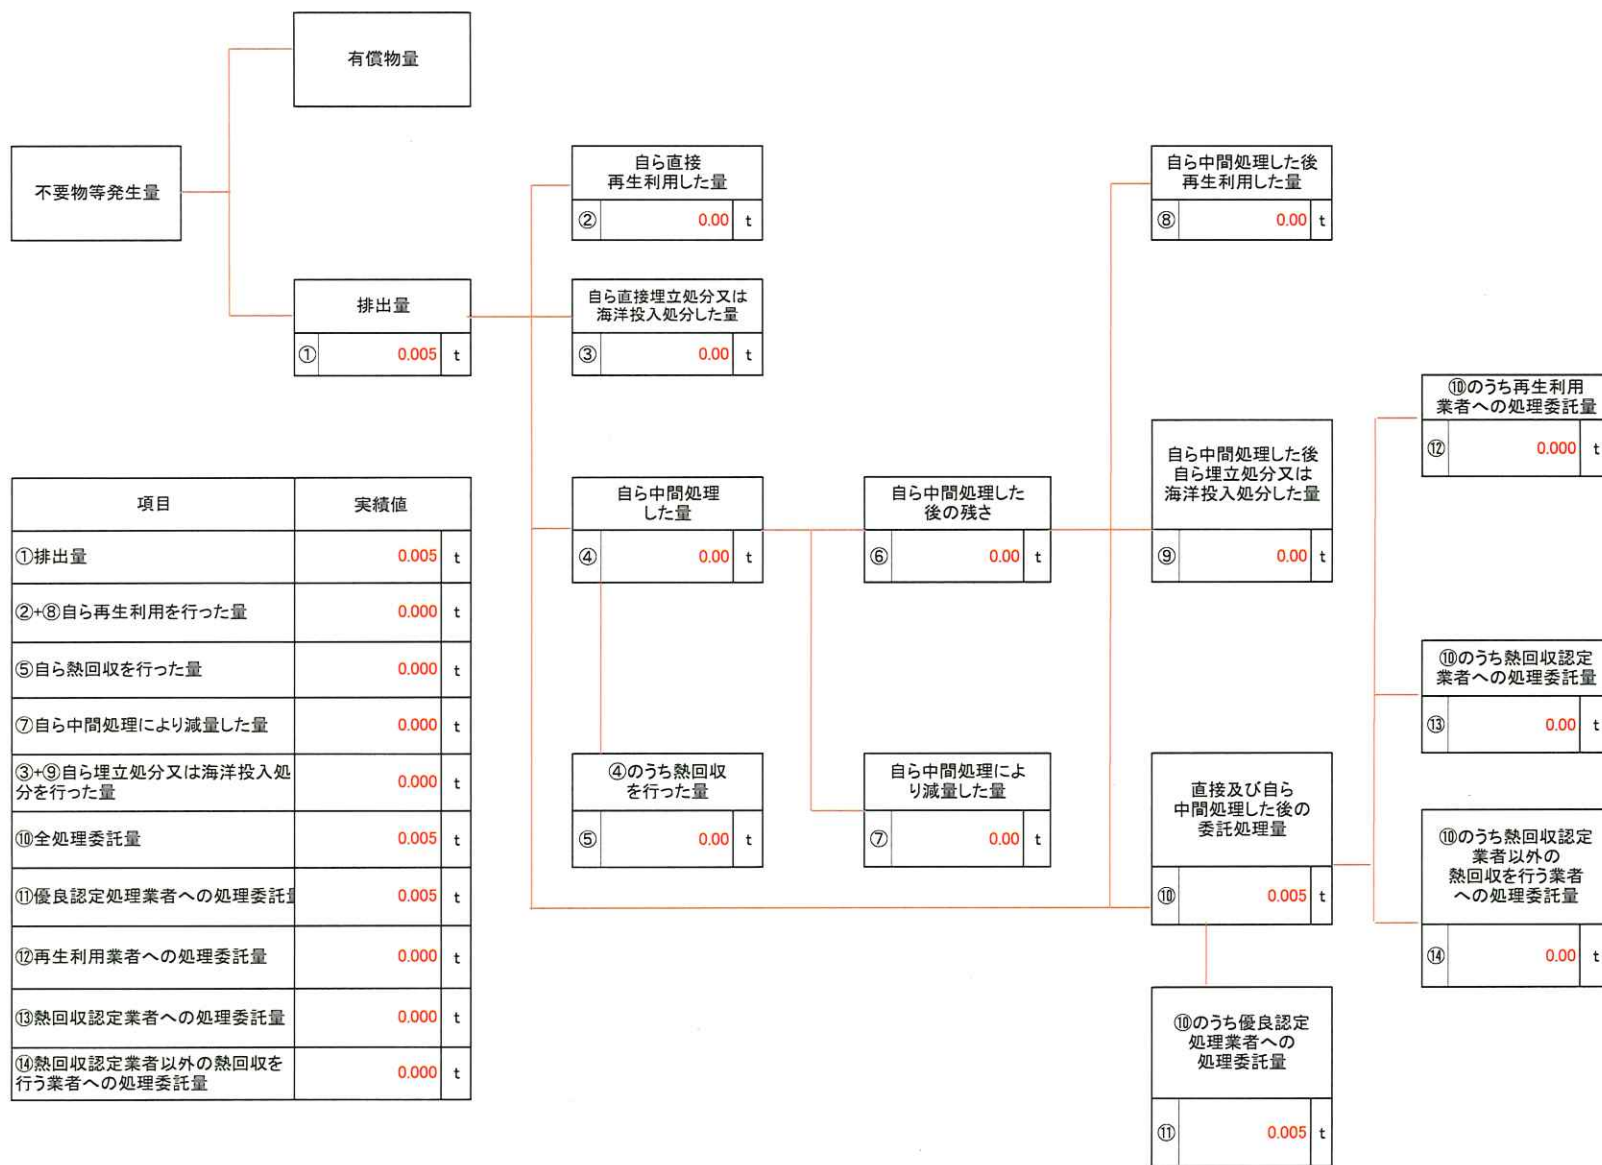 有償物量
不要物等発生量
排出量
① 0.005 t
自ら直接
再生利用した量
② 0.00 t
自ら直接埋立処分又は
海洋投入処分した量
③ 0.00 t
自ら中間処理
した量
④ 0.00 t
④のうち熱回収
を行った量
⑤ 0.00 t
自ら中間処理した
後の残さ
⑥ 0.00 t
自ら中間処理によ
り減量した量
⑦ 0.00 t
自ら中間処理した後
再生利用した量
⑧ 0.00 t
自ら中間処理した後
自ら埋立処分又は
海洋投入処分した量
⑨ 0.00 t
直接及び自ら
中間処理した後の
委託処理量
⑩ 0.005 t
⑩のうち優良認定
処理業者への
処理委託量
⑪ 0.005 t
⑩のうち再生利用
業者への処理委託量
⑫ 0.000 t
⑩のうち熱回収認定
業者への処理委託量
⑬ 0.00 t
⑩のうち熱回収認定
業者以外の
熱回収を行う業者
への処理委託量
⑭ 0.00 t
項目 実績値
①排出量 0.005 t
②+⑧自ら再生利用を行った量 0.000 t
⑤自ら熱回収を行った量 0.000 t
⑦自ら中間処理により減量した量 0.000 t
③+⑨自ら埋立処分又は海洋投入処
分を行った量 0.000 t
⑩全処理委託量 0.005 t
⑪優良認定処理業者への処理委託量 0.005 t
⑫再生利用業者への処理委託量 0.000 t
⑬熱回収認定業者への処理委託量 0.000 t
⑭熱回収認定業者以外の熱回収を
行う業者への処理委託量 0.000 t